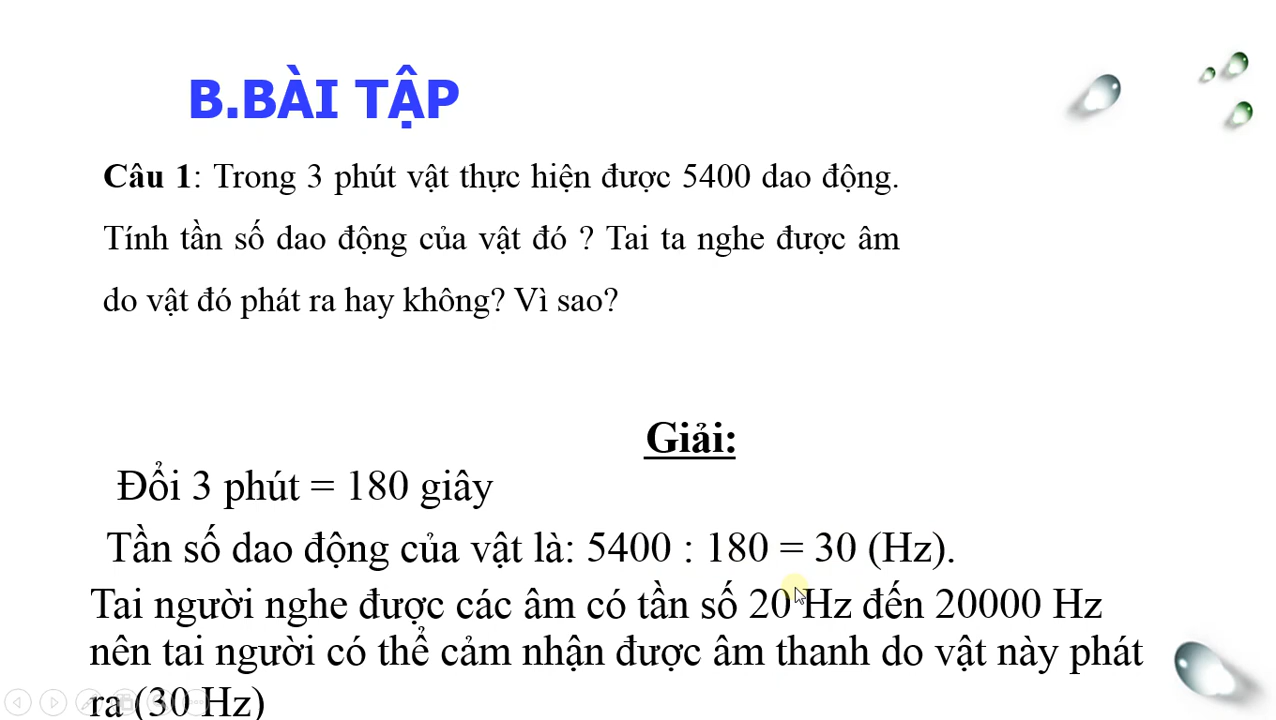 B.BÀI TẬP
Câu 1: Trong 3 phút vật thực hiện được 5400 dao động.
Tính tần số dao động của vật đó ? Tai ta nghe được âm
do vật đó phát ra hay không? Vì sao?
Giải:
Đổi 3 phút = 180 giây
Tần số dao động của vật là: 5400 : 180 = 30 (Hz).
Tai người nghe được các âm có tần số 20 Hz đến 20000 Hz
nên tai người có thể cảm nhận được âm thanh do vật này phát
ra (30 Hz)